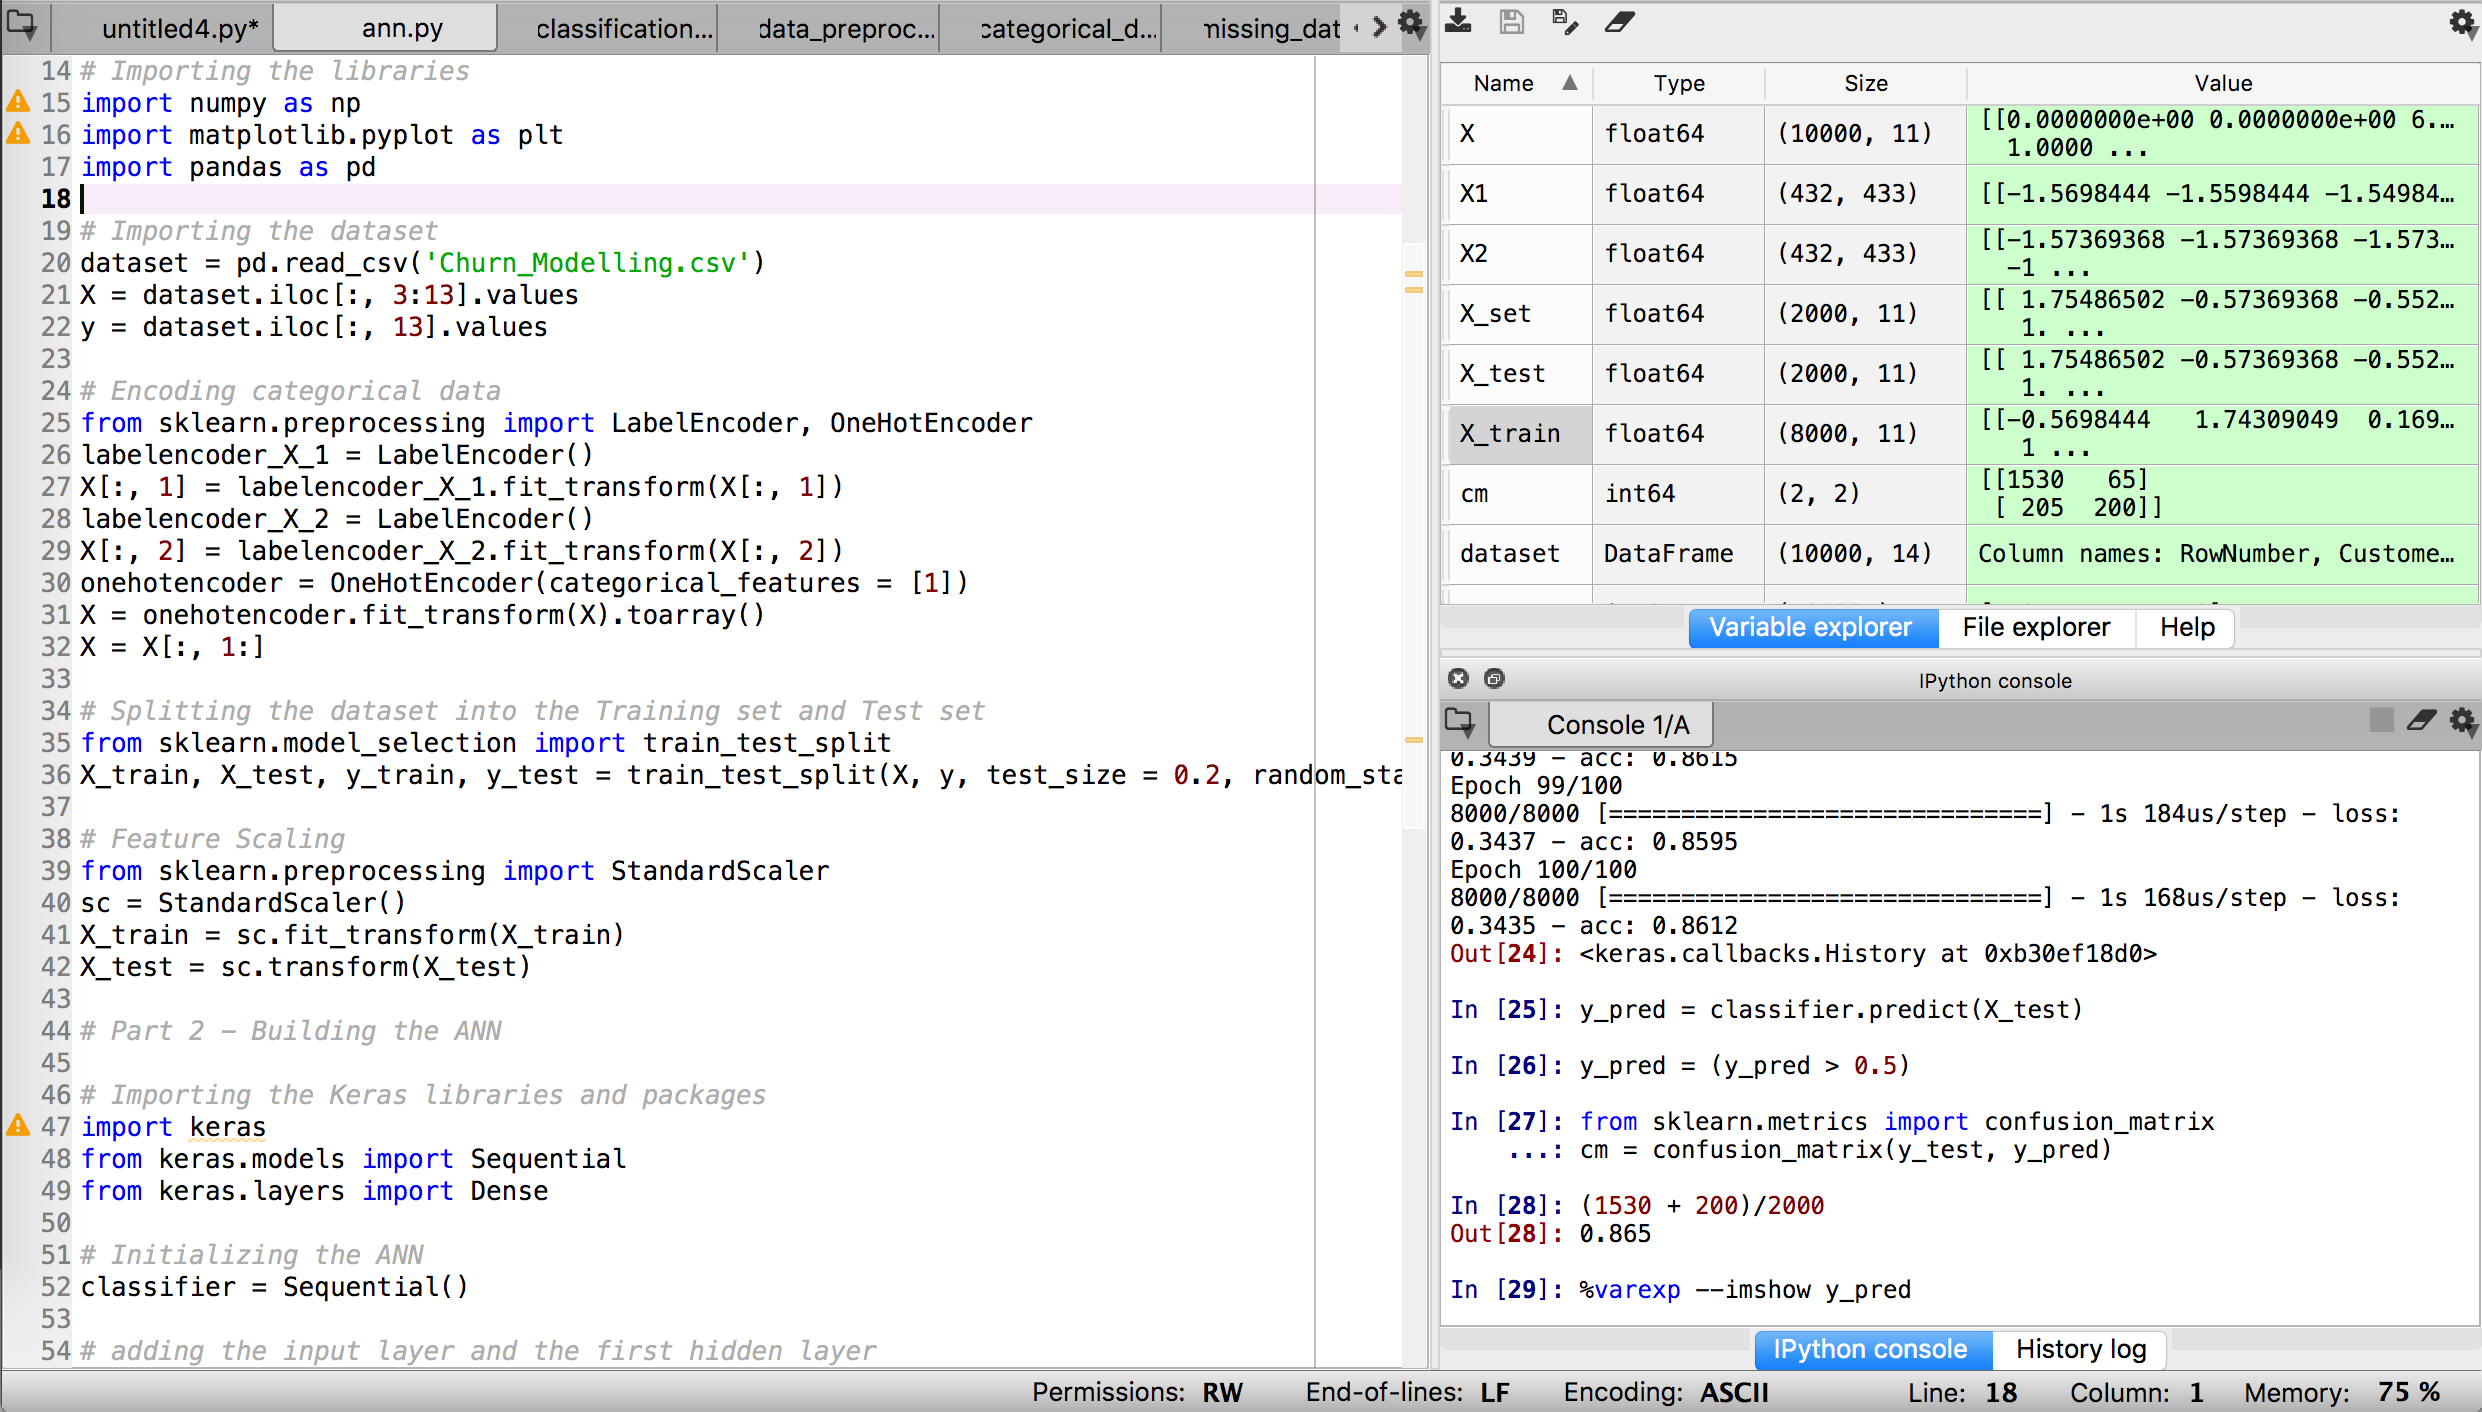 untitled4.py* ann.py classification... data_preproc... categorical_d... missing_dat
14 # Importing the libraries
15 import numpy as np
16 import matplotlib.pyplot as plt
17 import pandas as pd
18
19 # Importing the dataset
20 dataset = pd.read_csv('Churn_Modelling.csv')
21 X = dataset.iloc[:, 3:13].values
22 y = dataset.iloc[:, 13].values
23
24 # Encoding categorical data
25 from sklearn.preprocessing import LabelEncoder, OneHotEncoder
26 labelencoder_X_1 = LabelEncoder()
27 X[:, 1] = labelencoder_X_1.fit_transform(X[:, 1])
28 labelencoder_X_2 = LabelEncoder()
29 X[:, 2] = labelencoder_X_2.fit_transform(X[:, 2])
30 onehotencoder = OneHotEncoder(categorical_features = [1])
31 X = onehotencoder.fit_transform(X).toarray()
32 X = X[:, 1:]
33
34 # Splitting the dataset into the Training set and Test set
35 from sklearn.model_selection import train_test_split
36 X_train, X_test, y_train, y_test = train_test_split(X, y, test_size = 0.2, random_sta
37
38 # Feature Scaling
39 from sklearn.preprocessing import StandardScaler
40 sc = StandardScaler()
41 X_train = sc.fit_transform(X_train)
42 X_test = sc.transform(X_test)
43
44 # Part 2 - Building the ANN
45
46 # Importing the Keras libraries and packages
47 import keras
48 from keras.models import Sequential
49 from keras.layers import Dense
50
51 # Initializing the ANN
52 classifier = Sequential()
53
54 # adding the input layer and the first hidden layer
Name Type Size Value
X float64 (10000, 11) [[0.0000000e+00 0.0000000e+00 6.…
1.0000 ...
X1 float64 (432, 433) [[-1.5698444 -1.5598444 -1.54984…
X2 float64 (432, 433) [[-1.57369368 -1.57369368 -1.573…
-1 ...
X_set float64 (2000, 11) [[ 1.75486502 -0.57369368 -0.552…
1. ...
X_test float64 (2000, 11) [[ 1.75486502 -0.57369368 -0.552…
1. ...
X_train float64 (8000, 11) [[-0.5698444 1.74309049 0.169…
1 ...
cm int64 (2, 2) [[1530 65]
[ 205 200]]
dataset DataFrame (10000, 14) Column names: RowNumber, Custome…
Variable explorer File explorer Help
IPython console
Console 1/A
0.3439 - acc: 0.8615
Epoch 99/100
8000/8000 [==============================] - 1s 184us/step - loss:
0.3437 - acc: 0.8595
Epoch 100/100
8000/8000 [==============================] - 1s 168us/step - loss:
0.3435 - acc: 0.8612
Out[24]: <keras.callbacks.History at 0xb30ef18d0>
In [25]: y_pred = classifier.predict(X_test)
In [26]: y_pred = (y_pred > 0.5)
In [27]: from sklearn.metrics import confusion_matrix
...: cm = confusion_matrix(y_test, y_pred)
In [28]: (1530 + 200)/2000
Out[28]: 0.865
In [29]: %varexp --imshow y_pred
IPython console History log
Permissions: RW End-of-lines: LF Encoding: ASCII Line: 18 Column: 1 Memory: 75 %